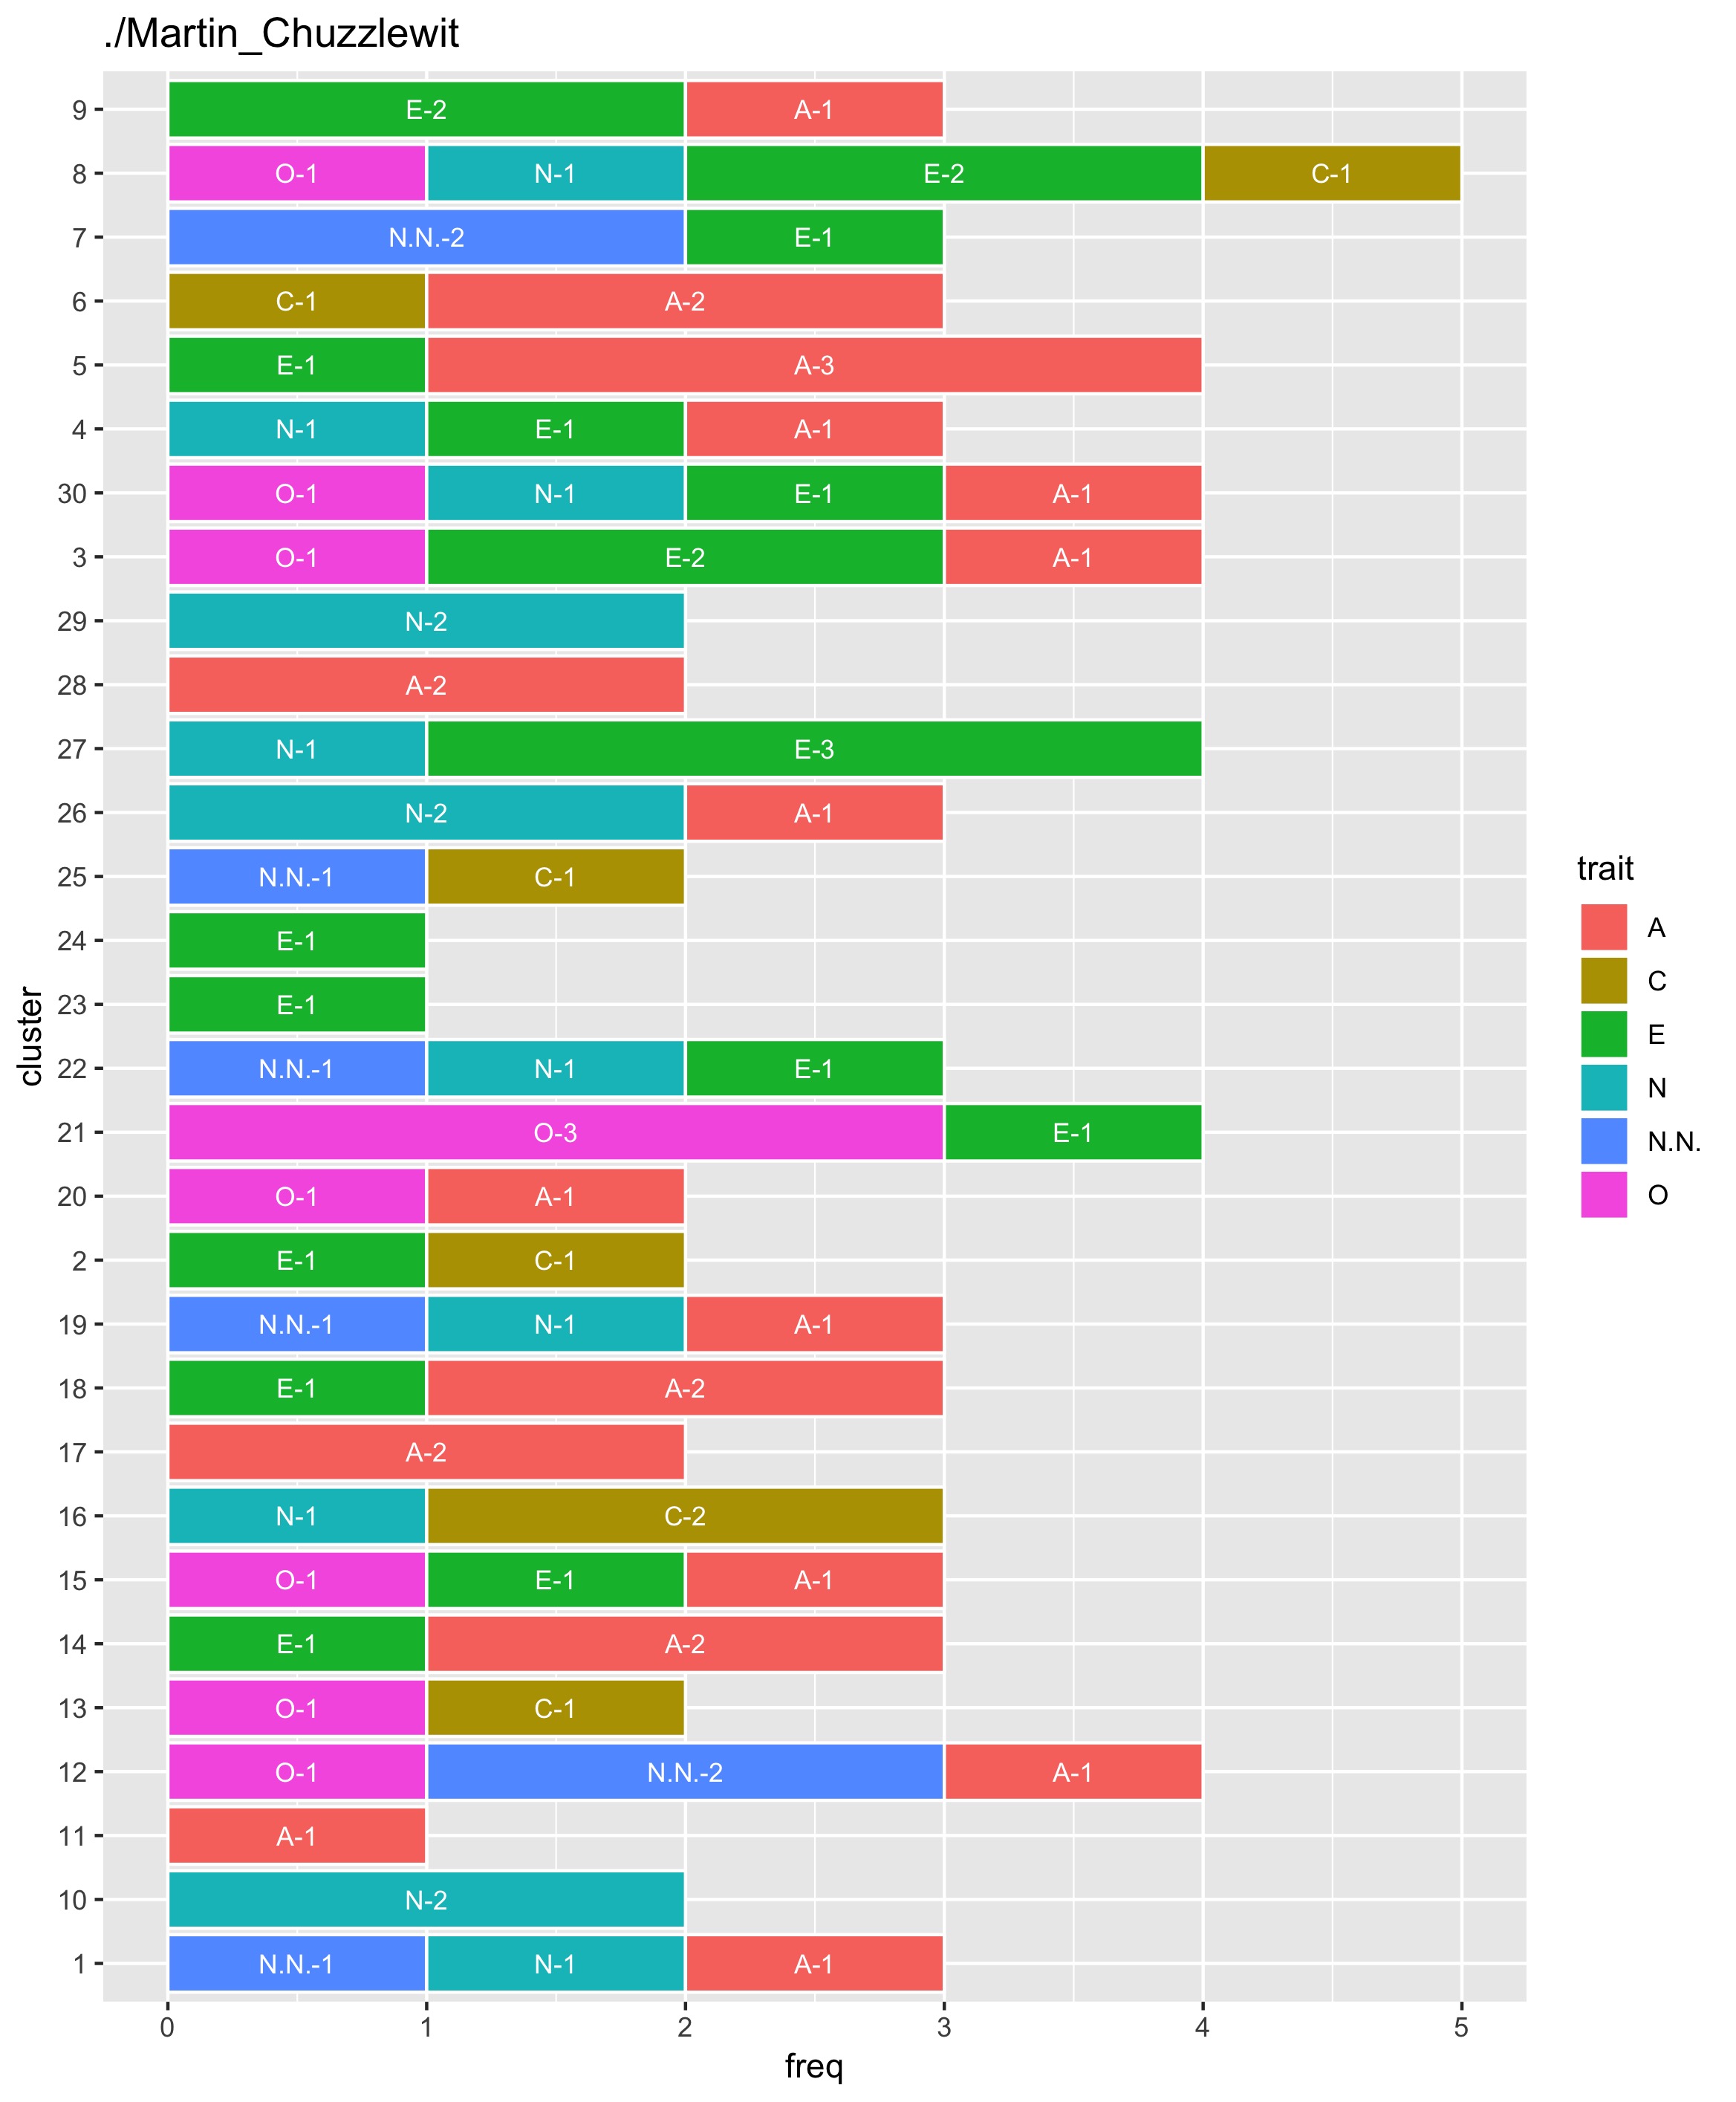 ./Martin_Chuzzlewit
9 E-2 A-1
8 O-1 N-1 E-2 C-1
7 N.N.-2 E-1
6 C-1 A-2
5 E-1 A-3
4 N-1 E-1 A-1
30 O-1 N-1 E-1 A-1
3 O-1 E-2 A-1
29 N-2
28 A-2
27 N-1 E-3
26 N-2 A-1
25 N.N.-1 C-1
24 E-1
23 E-1
22 N.N.-1 N-1 E-1
21 O-3 E-1
20 O-1 A-1
2 E-1 C-1
19 N.N.-1 N-1 A-1
18 E-1 A-2
17 A-2
16 N-1 C-2
15 O-1 E-1 A-1
14 E-1 A-2
13 O-1 C-1
12 O-1 N.N.-2 A-1
11 A-1
10 N-2
1 N.N.-1 N-1 A-1
0 1 2 3 4 5
freq
cluster
trait
A
C
E
N
N.N.
O